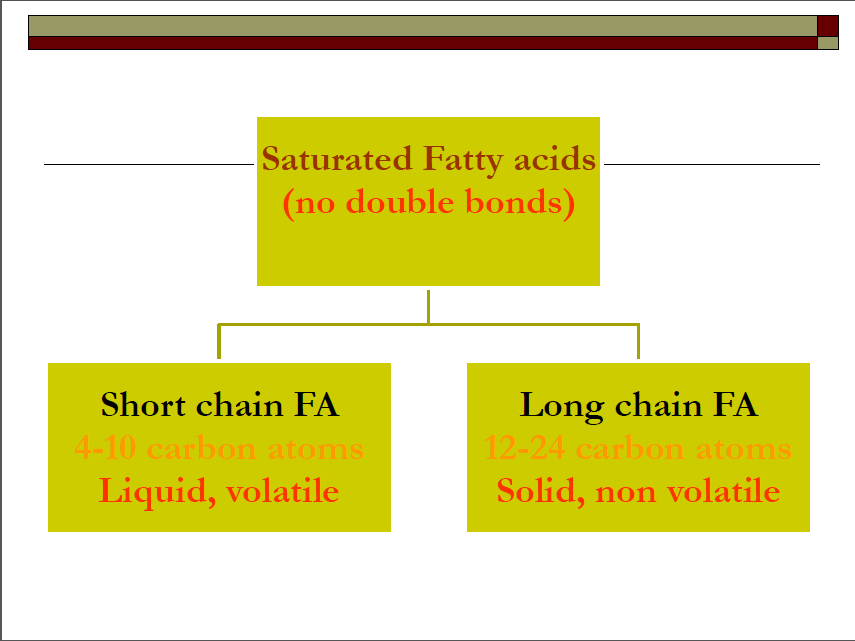 Saturated Fatty acids
(no double bonds)
Short chain FA
4-10 carbon atoms
Liquid, volatile
Long chain FA
12-24 carbon atoms
Solid, non volatile